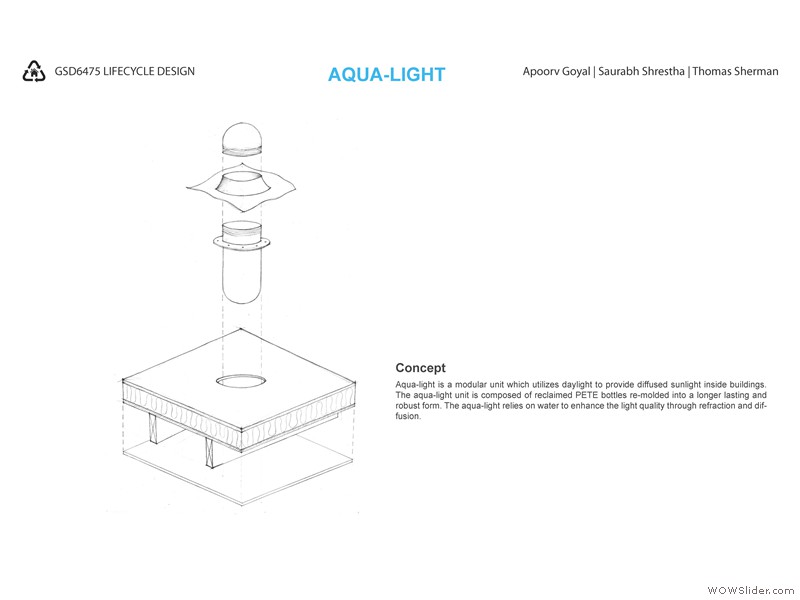 GSD6475 LIFECYCLE DESIGN
AQUA-LIGHT
Apoorv Goyal | Saurabh Shrestha | Thomas Sherman
Concept
Aqua-light is a modular unit which utilizes daylight to provide diffused sunlight inside buildings.
The aqua-light unit is composed of reclaimed PETE bottles re-molded into a longer lasting and
robust form. The aqua-light relies on water to enhance the light quality through refraction and dif-
fusion.
WOWSlider.com